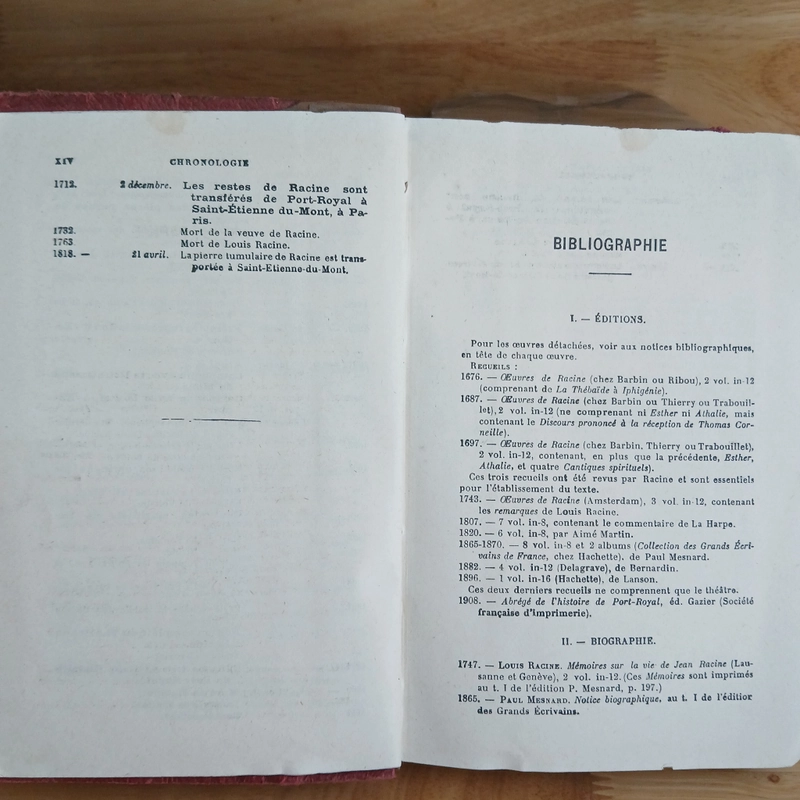 XIV CHRONOLOGIE
1712. 2 décembre. Les restes de Racine sont
transférés de Port-Royal à
Saint-Étienne du-Mont, à Pa-
ris.
1732. Mort de la veuve de Racine.
1763 Mort de Louis Racine.
1818. — 21 avril. La pierre tumulaire de Racine est trans-
portée à Saint-Etienne-du-Mont.
BIBLIOGRAPHIE
I. — ÉDITIONS.
Pour les œuvres détachées, voir aux notices bibliographiques,
en tête de chaque œuvre.
RECUEILS :
1676. — Œuvres de Racine (chez Barbin ou Ribou), 2 vol. in-12
(comprenant de La Thébaïde à Iphigénie).
1687. — Œuvres de Racine (chez Barbin ou Thierry ou Trabouil-
let), 2 vol. in-12 (ne comprenant ni Esther ni Athalie, mais
contenant le Discours prononcé à la réception de Thomas Cor-
neille).
1697. — Œuvres de Racine (chez Barbin, Thierry ou Trabouillet),
2 vol. in-12, contenant, en plus que la précédente, Esther,
Athalie, et quatre Cantiques spirituels).
Ces trois recueils ont été revus par Racine et sont essentiels
pour l'établissement du texte.
1743. — Œuvres de Racine (Amsterdam), 3 vol. in-12, contenant
les remarques de Louis Racine.
1807. — 7 vol. in-8, contenant le commentaire de La Harpe.
1820. — 6 vol. in-8, par Aimé Martin.
1865-1870. — 8 vol. in-8 et 2 albums (Collection des Grands Écri-
vains de France, chez Hachette), de Paul Mesnard.
1882. — 4 vol. in-12 (Delagrave), de Bernardin.
1896. — 1 vol. in-16 (Hachette), de Lanson.
Ces deux derniers recueils ne comprennent que le théâtre.
1908. — Abrégé de l'histoire de Port-Royal, éd. Gazier (Société
française d'imprimerie).
II. — BIOGRAPHIE.
1747. — LOUIS RACINE. Mémoires sur la vie de Jean Racine (Lau-
sanne et Genève), 2 vol. in-12. (Ces Mémoires sont imprimés
au t. I de l'édition P. Mesnard, p. 197.)
1865. — PAUL MESNARD. Notice biographique, au t. I de l'édition
des Grands Écrivains.